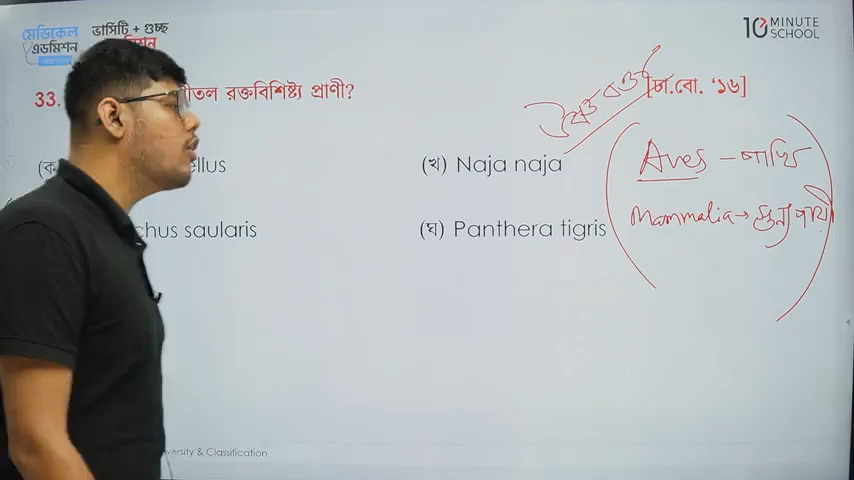 মেডিকেল এডমিশন
ভার্সিটি + গুচ্ছ
10 MINUTE SCHOOL
33. শীতল রক্তবিশিষ্ট্য প্রাণী?
[চা.বো. '১৬]
উষ্ণ রক্ত
ellus
(খ) Naja naja
Aves – পাখি
chus saularis
(ঘ) Panthera tigris
Mammalia → স্তন্যপায়ী
versity & Classification